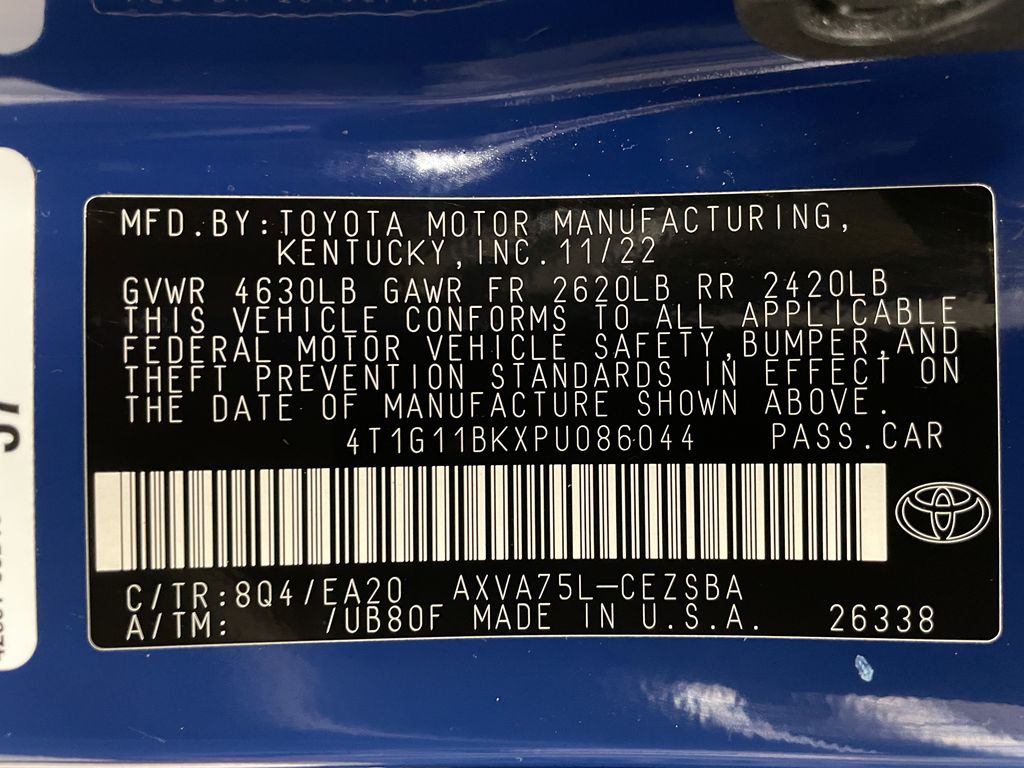 MFD.BY:TOYOTA MOTOR MANUFACTURING,
KENTUCKY,INC.11/22
GVWR 4630LB GAWR FR 2620LB RR 2420LB
THIS VEHICLE CONFORMS TO ALL APPLICABLE
FEDERAL MOTOR VEHICLE SAFETY,BUMPER,AND
THEFT PREVENTION STANDARDS IN EFFECT ON
THE DATE OF MANUFACTURE SHOWN ABOVE.
4T1G11BKXPU086044 PASS.CAR
C/TR:8Q4/EA20 AXVA75L-CEZSBA
A/TM: /UB80F MADE IN U.S.A. 26338